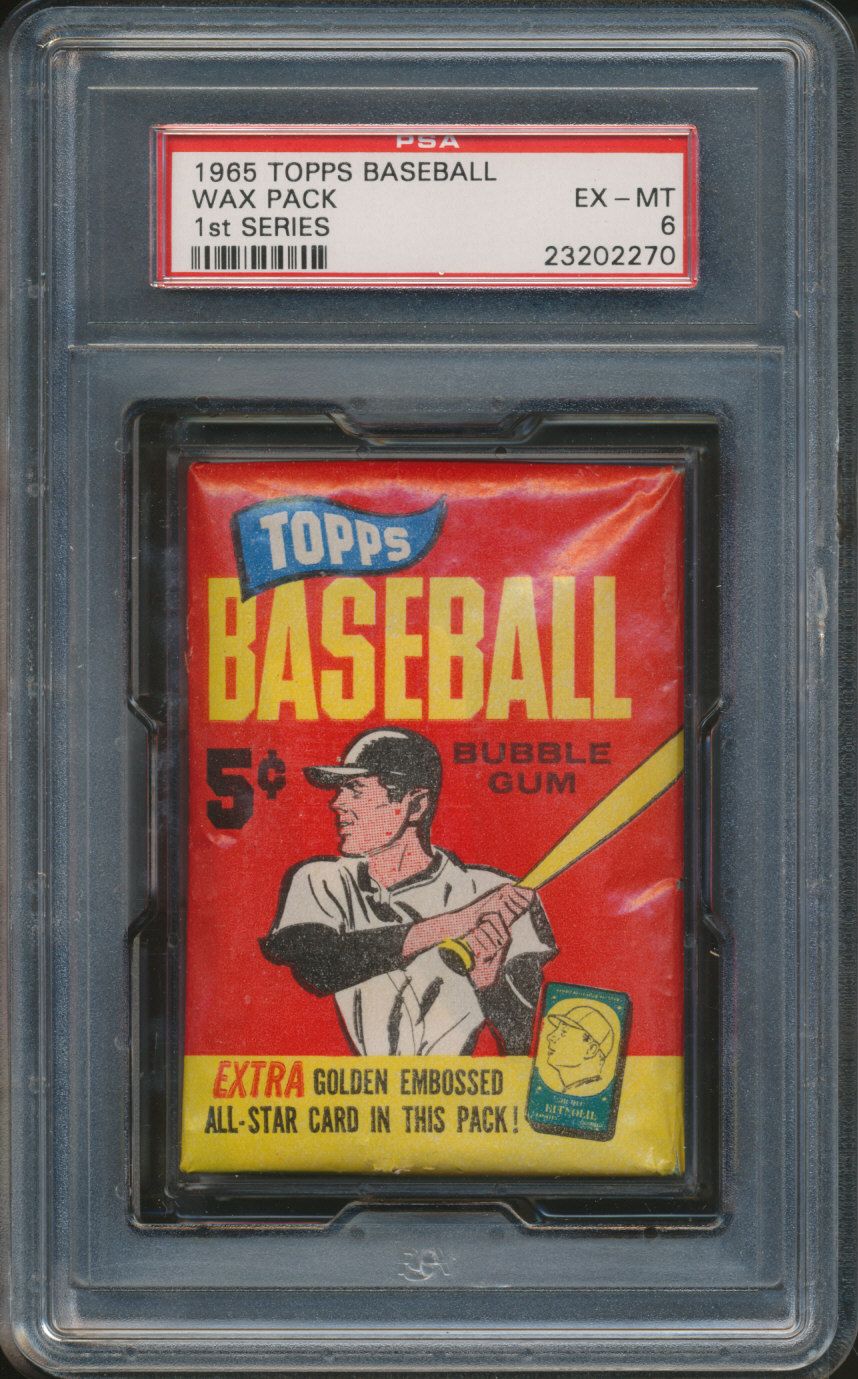 PSA
1965 TOPPS BASEBALL
WAX PACK EX-MT
1st SERIES 6
23202270
TOPPS
BASEBALL
5¢
BUBBLE
GUM
EXTRA GOLDEN EMBOSSED
ALL-STAR CARD IN THIS PACK!